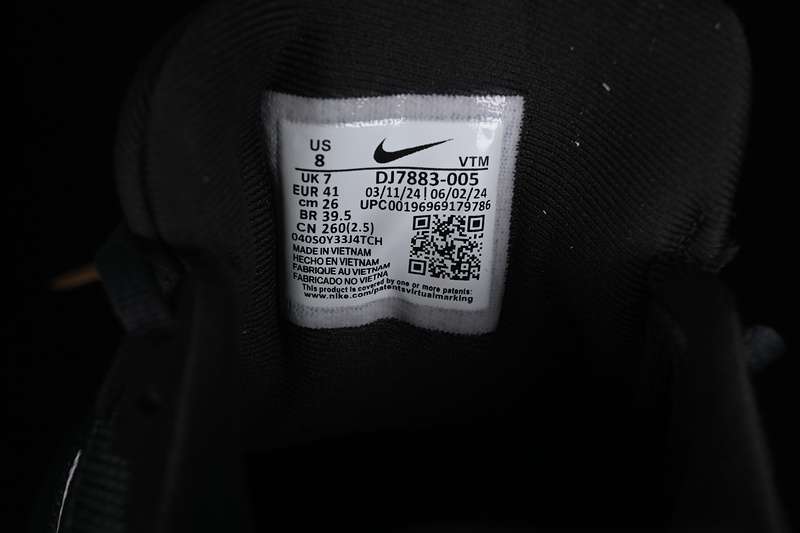 US
8
VTM
UK 7
EUR 41
cm 26
BR 39.5
CN 260(2.5)
DJ7883-005
03/11/24 | 06/02/24
UPC00196969179786
040S0Y33J4TCH
MADE IN VIETNAM
HECHO EN VIETNAM
FABRIQUE AU VIETNAM
FABRICADO NO VIETNA
This product is covered by one or more patents:
www.nike.com/patentsvirtualmarking